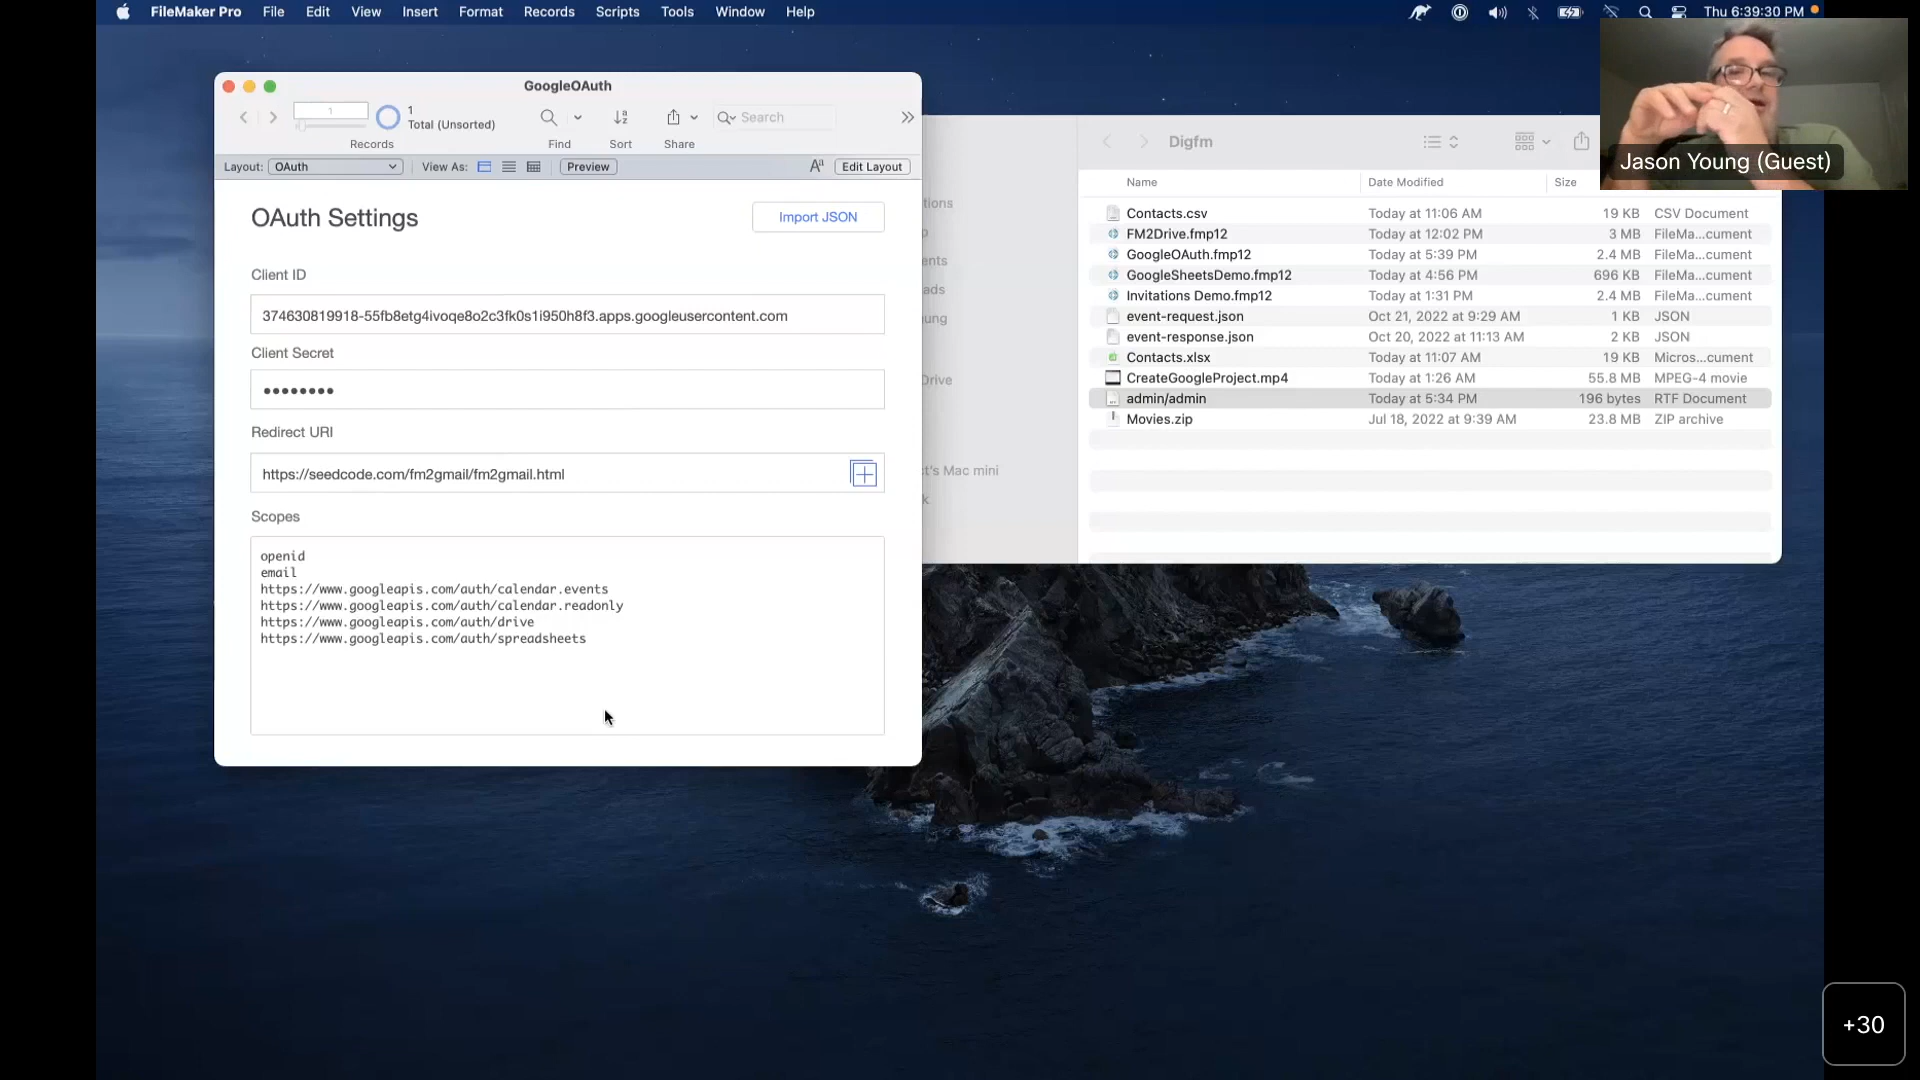 FileMaker Pro File Edit View Insert Format Records Scripts Tools Window Help
Thu 6:39:30 PM
GoogleOAuth
1
1
Total (Unsorted)
Search
Records Find Sort Share
Layout: OAuth View As: Preview Aa Edit Layout
OAuth Settings
Import JSON
Client ID
374630819918-55fb8etg4ivoqe8o2c3fk0s1i950h8f3.apps.googleusercontent.com
Client Secret
••••••••
Redirect URI
https://seedcode.com/fm2gmail/fm2gmail.html
Scopes
openid
email
https://www.googleapis.com/auth/calendar.events
https://www.googleapis.com/auth/calendar.readonly
https://www.googleapis.com/auth/drive
https://www.googleapis.com/auth/spreadsheets
Digfm
Name Date Modified Size
Contacts.csv Today at 11:06 AM 19 KB CSV Document
FM2Drive.fmp12 Today at 12:02 PM 3 MB FileMa...cument
GoogleOAuth.fmp12 Today at 5:39 PM 2.4 MB FileMa...cument
GoogleSheetsDemo.fmp12 Today at 4:56 PM 696 KB FileMa...cument
Invitations Demo.fmp12 Today at 1:31 PM 2.4 MB FileMa...cument
event-request.json Oct 21, 2022 at 9:29 AM 1 KB JSON
event-response.json Oct 20, 2022 at 11:13 AM 2 KB JSON
Contacts.xlsx Today at 11:07 AM 19 KB Micros...cument
CreateGoogleProject.mp4 Today at 1:26 AM 55.8 MB MPEG-4 movie
admin/admin Today at 5:34 PM 196 bytes RTF Document
Movies.zip Jul 18, 2022 at 9:39 AM 23.8 MB ZIP archive
Jason Young (Guest)
+30